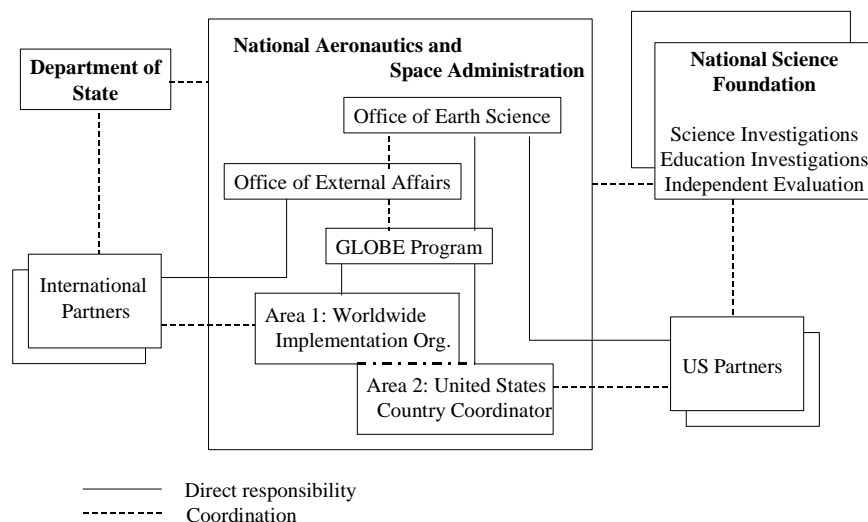 National Aeronautics and
Space Administration
Department of
State
National Science
Foundation
Science Investigations
Education Investigations
Independent Evaluation
Office of Earth Science
Office of External Affairs
GLOBE Program
International
Partners
Area 1: Worldwide
Implementation Org.
Area 2: United States
Country Coordinator
US Partners
Direct responsibility
Coordination